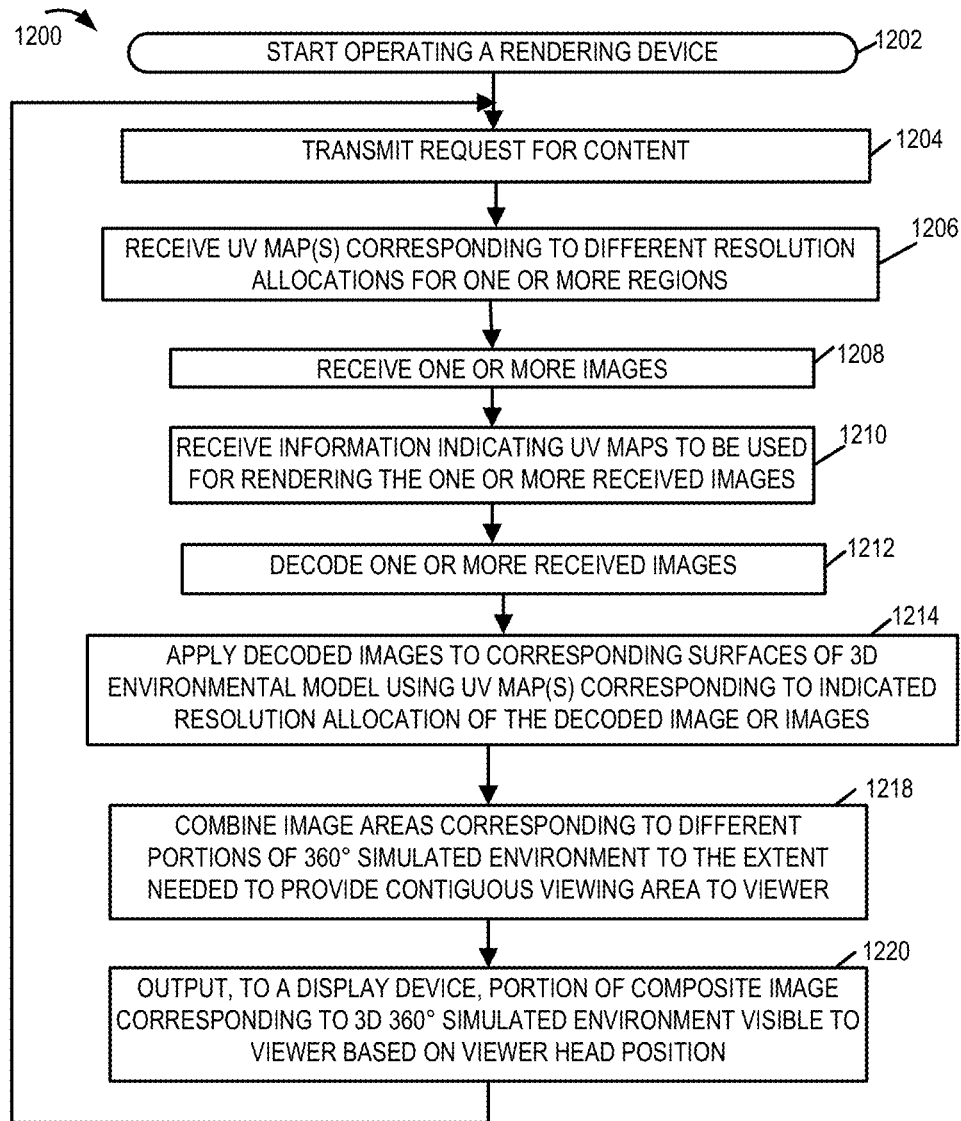 1200
START OPERATING A RENDERING DEVICE
1202
TRANSMIT REQUEST FOR CONTENT
1204
RECEIVE UV MAP(S) CORRESPONDING TO DIFFERENT RESOLUTION
ALLOCATIONS FOR ONE OR MORE REGIONS
1206
RECEIVE ONE OR MORE IMAGES
1208
RECEIVE INFORMATION INDICATING UV MAPS TO BE USED
FOR RENDERING THE ONE OR MORE RECEIVED IMAGES
1210
DECODE ONE OR MORE RECEIVED IMAGES
1212
APPLY DECODED IMAGES TO CORRESPONDING SURFACES OF 3D
ENVIRONMENTAL MODEL USING UV MAP(S) CORRESPONDING TO INDICATED
RESOLUTION ALLOCATION OF THE DECODED IMAGE OR IMAGES
1214
COMBINE IMAGE AREAS CORRESPONDING TO DIFFERENT
PORTIONS OF 360° SIMULATED ENVIRONMENT TO THE EXTENT
NEEDED TO PROVIDE CONTIGUOUS VIEWING AREA TO VIEWER
1218
OUTPUT, TO A DISPLAY DEVICE, PORTION OF COMPOSITE IMAGE
CORRESPONDING TO 3D 360° SIMULATED ENVIRONMENT VISIBLE TO
VIEWER BASED ON VIEWER HEAD POSITION
1220